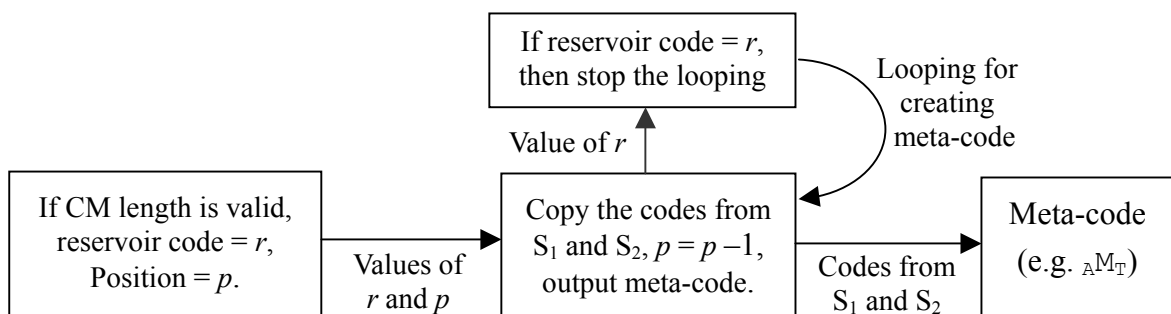 If reservoir code = r,
then stop the looping
Looping for
creating
meta-code
Value of r
If CM length is valid,
reservoir code = r,
Position = p.
Values of
r and p
Copy the codes from
S₁ and S₂, p = p –1,
output meta-code.
Codes from
S₁ and S₂
Meta-code
(e.g. ₐMₜ)